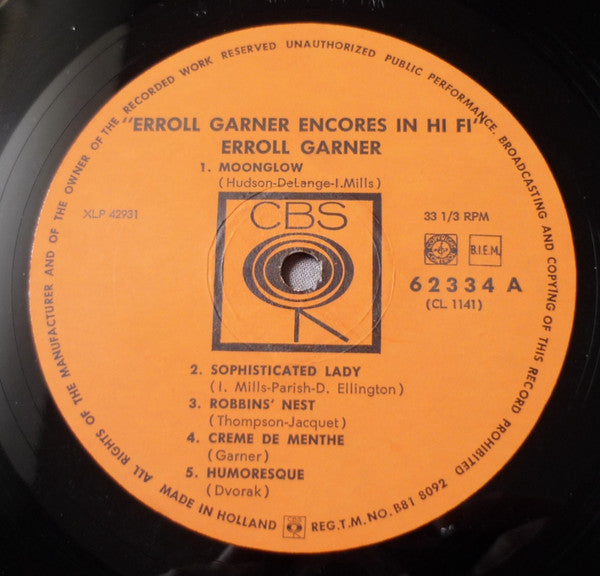 ALL RIGHTS OF THE MANUFACTURER AND OF THE OWNER OF THE RECORDED WORK RESERVED UNAUTHORIZED PUBLIC PERFORMANCE, BROADCASTING AND COPYING OF THIS RECORD PROHIBITED
"ERROLL GARNER ENCORES IN HI FI"
ERROLL GARNER
1. MOONGLOW
(Hudson-DeLange-I.Mills)
XLP 42931
CBS
33 1/3 RPM
B.I.E.M.
62334 A
(CL 1141)
2. SOPHISTICATED LADY
(I. Mills-Parish-D. Ellington)
3. ROBBINS' NEST
(Thompson-Jacquet)
4. CREME DE MENTHE
(Garner)
5. HUMORESQUE
(Dvorak)
MADE IN HOLLAND CBS REG.T.M.NO. B81 8092